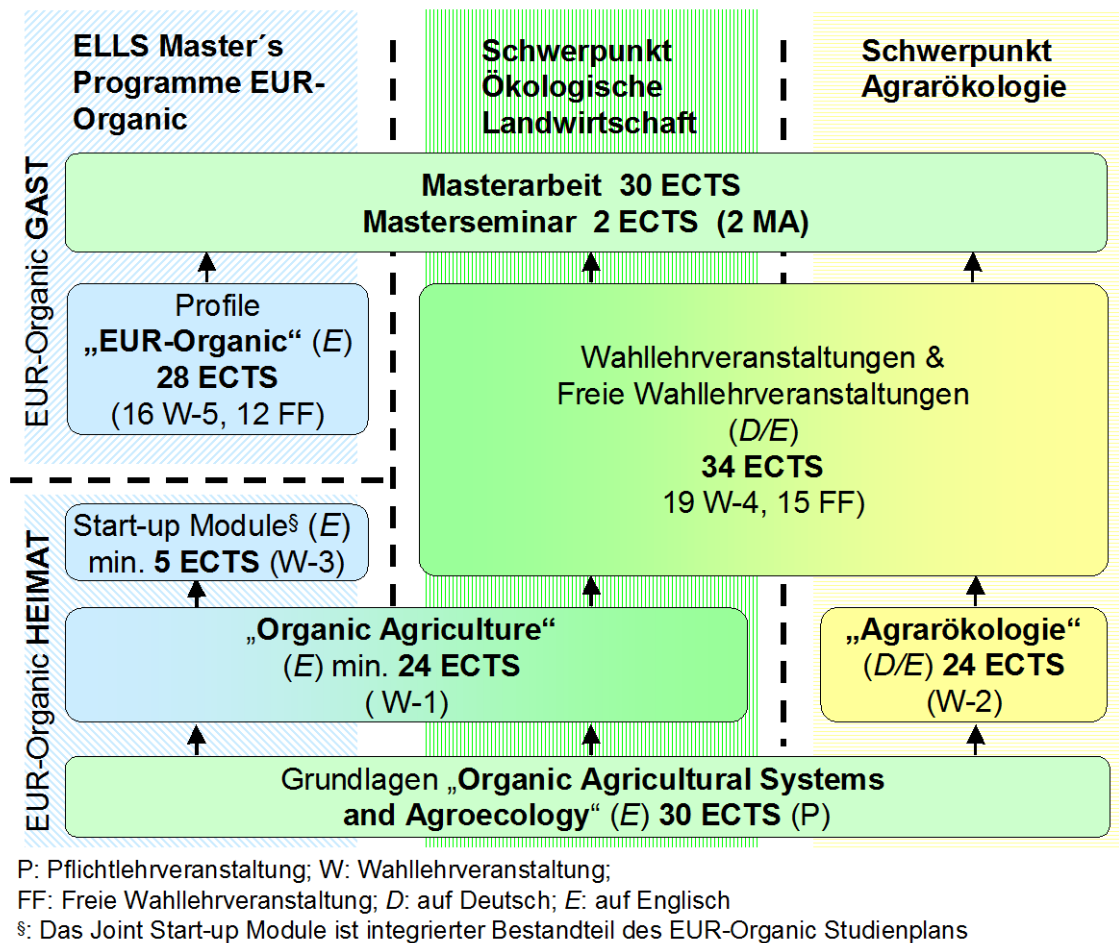 ELLS Master´s
Programme EUR-
Organic
Schwerpunkt
Ökologische
Landwirtschaft
Schwerpunkt
Agrarökologie
EUR-Organic GAST
Masterarbeit 30 ECTS
Masterseminar 2 ECTS (2 MA)
Profile
„EUR-Organic“ (E)
28 ECTS
(16 W-5, 12 FF)
Wahllehrveranstaltungen &
Freie Wahllehrveranstaltungen
(D/E)
34 ECTS
19 W-4, 15 FF)
EUR-Organic HEIMAT
Start-up Module§ (E)
min. 5 ECTS (W-3)
„Organic Agriculture“
(E) min. 24 ECTS
( W-1)
„Agrarökologie“
(D/E) 24 ECTS
(W-2)
Grundlagen „Organic Agricultural Systems
and Agroecology“ (E) 30 ECTS (P)
P: Pflichtlehrveranstaltung; W: Wahllehrveranstaltung;
FF: Freie Wahllehrveranstaltung; D: auf Deutsch; E: auf Englisch
§: Das Joint Start-up Module ist integrierter Bestandteil des EUR-Organic Studienplans